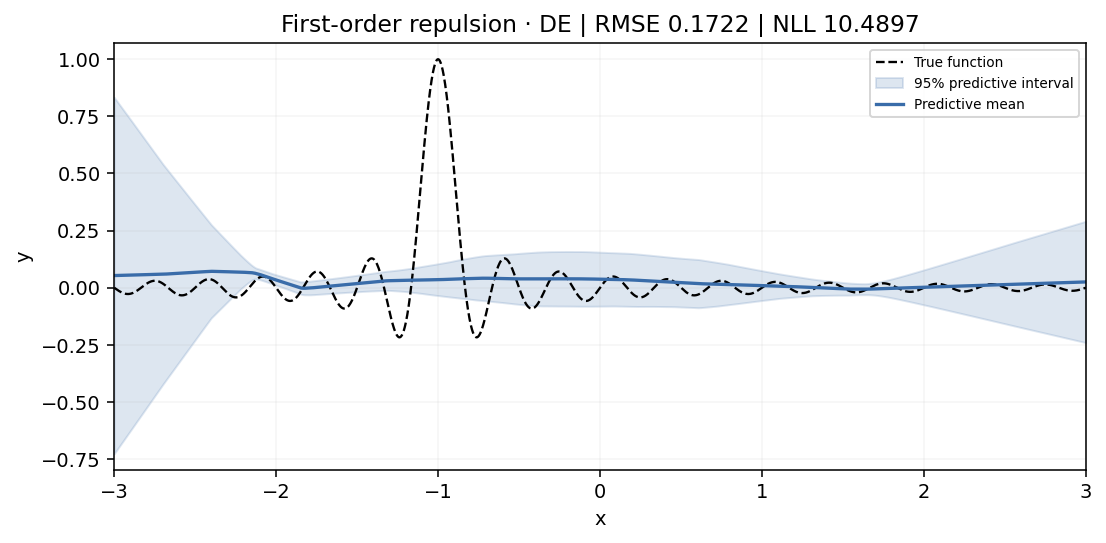 First-order repulsion · DE | RMSE 0.1722 | NLL 10.4897
True function
95% predictive interval
Predictive mean
1.00
0.75
0.50
0.25
0.00
−0.25
−0.50
−0.75
y
−3
−2
−1
0
1
2
3
x